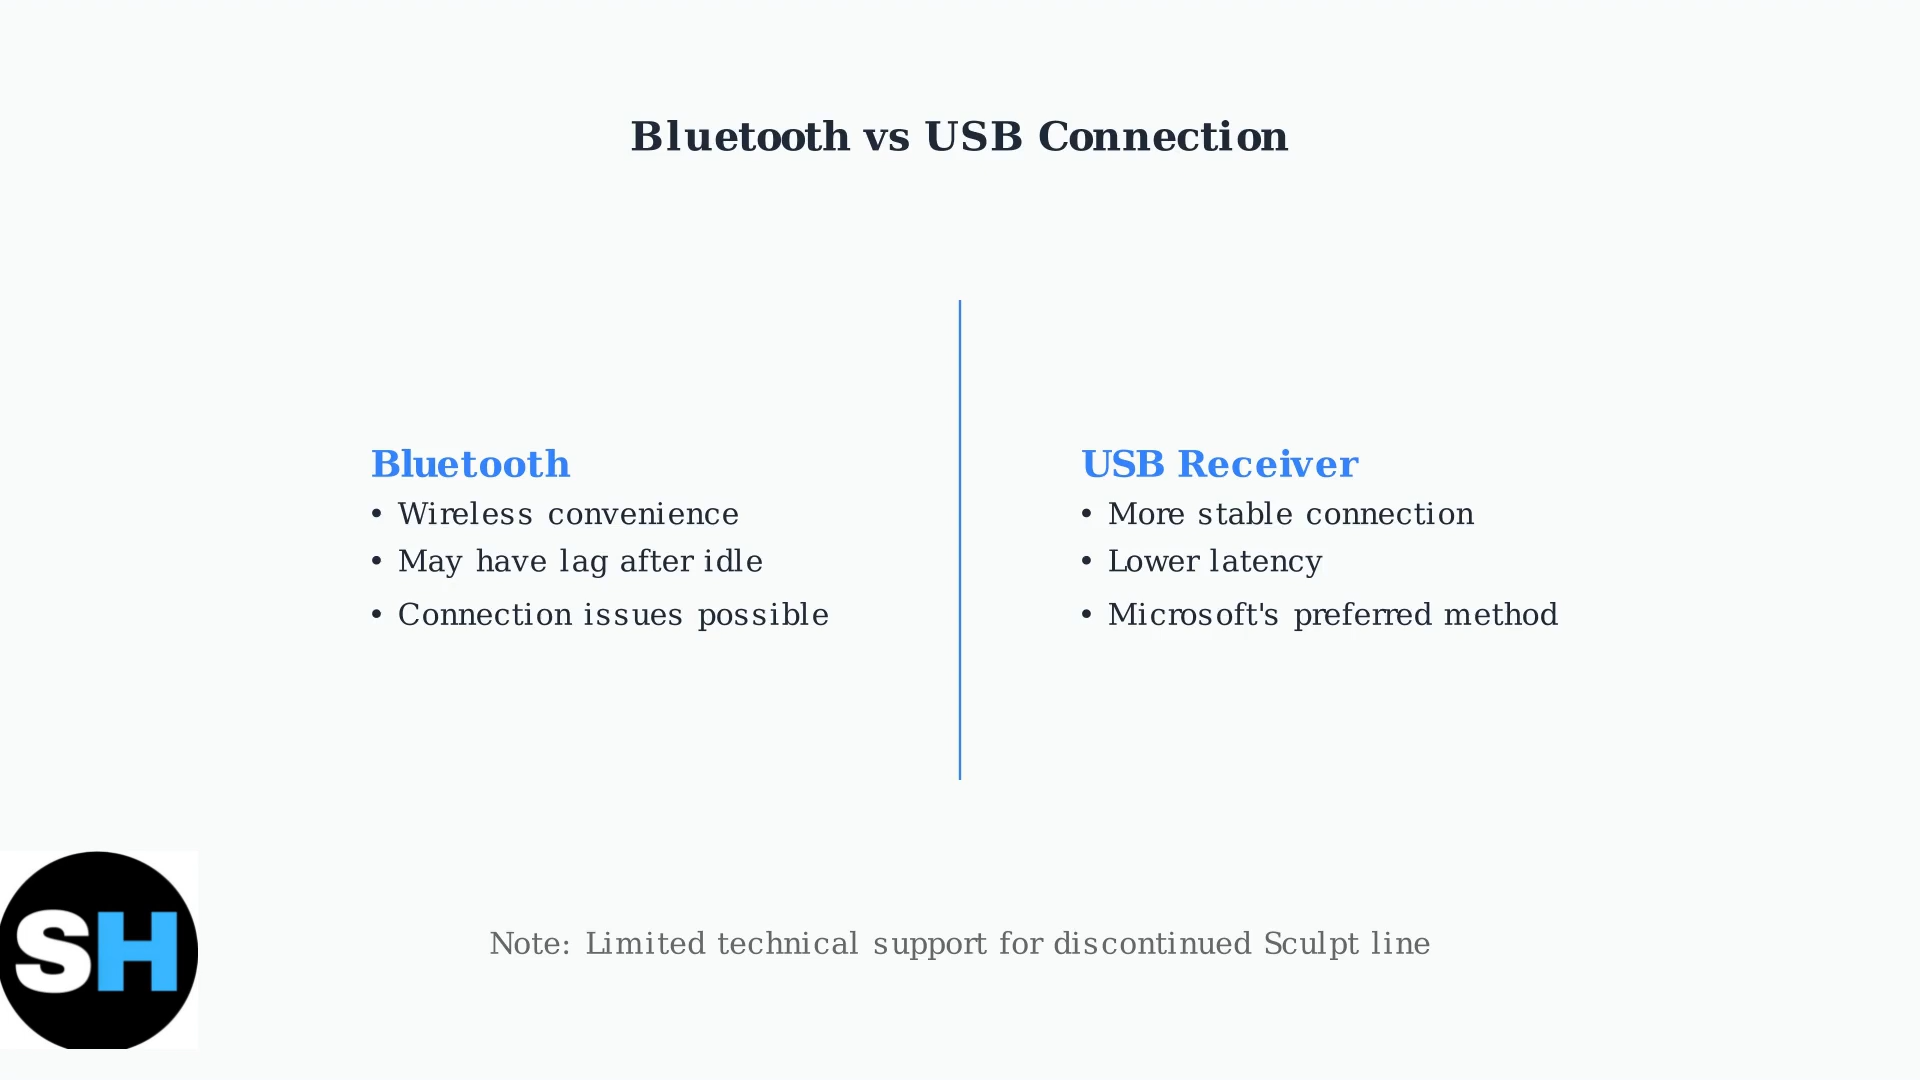 Bluetooth vs USB Connection
Bluetooth
• Wireless convenience
• May have lag after idle
• Connection issues possible
USB Receiver
• More stable connection
• Lower latency
• Microsoft's preferred method
Note: Limited technical support for discontinued Sculpt line
SH